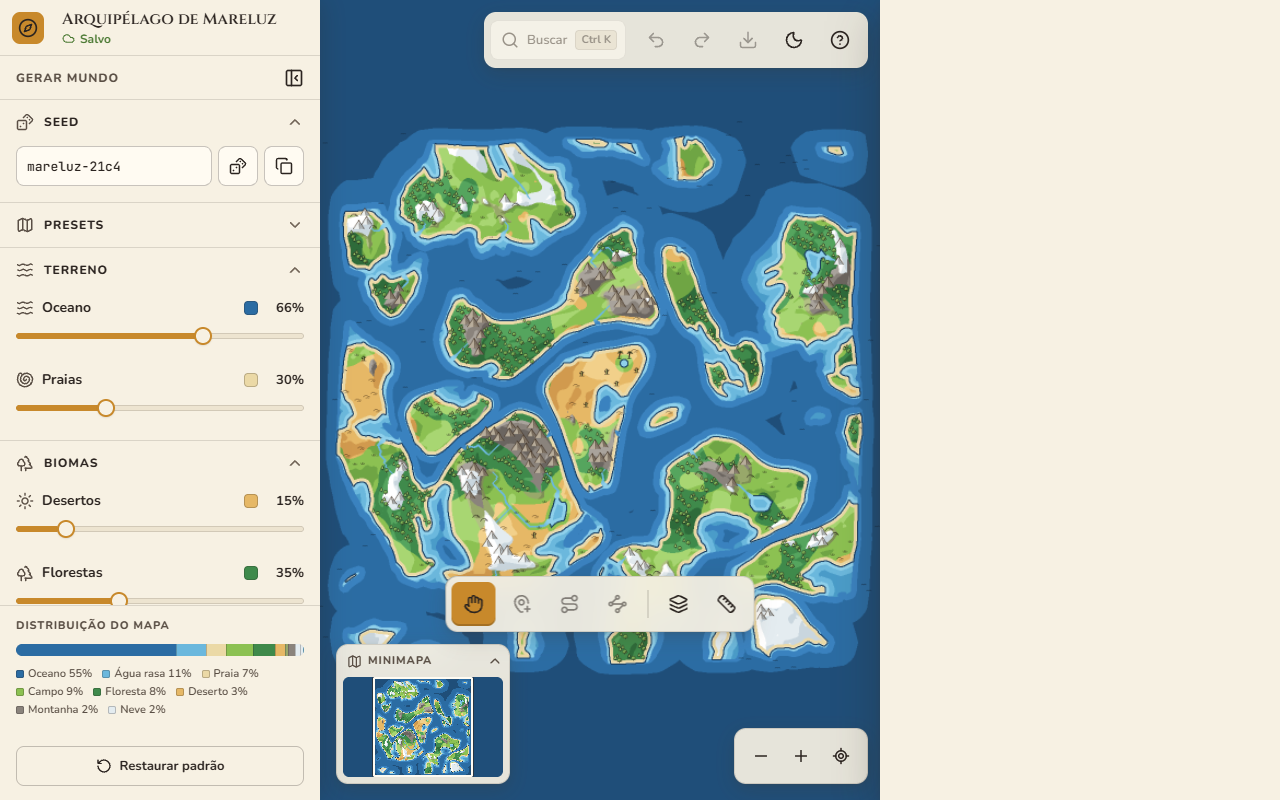 Arquipélago de Mareluz
Salvo
GERAR MUNDO
SEED
mareluz-21c4
PRESETS
TERRENO
Oceano 66%
Praias 30%
BIOMAS
Desertos 15%
Florestas 35%
DISTRIBUIÇÃO DO MAPA
Oceano 55% Água rasa 11% Praia 7%
Campo 9% Floresta 8% Deserto 3%
Montanha 2% Neve 2%
Restaurar padrão
Buscar Ctrl K
MINIMAPA